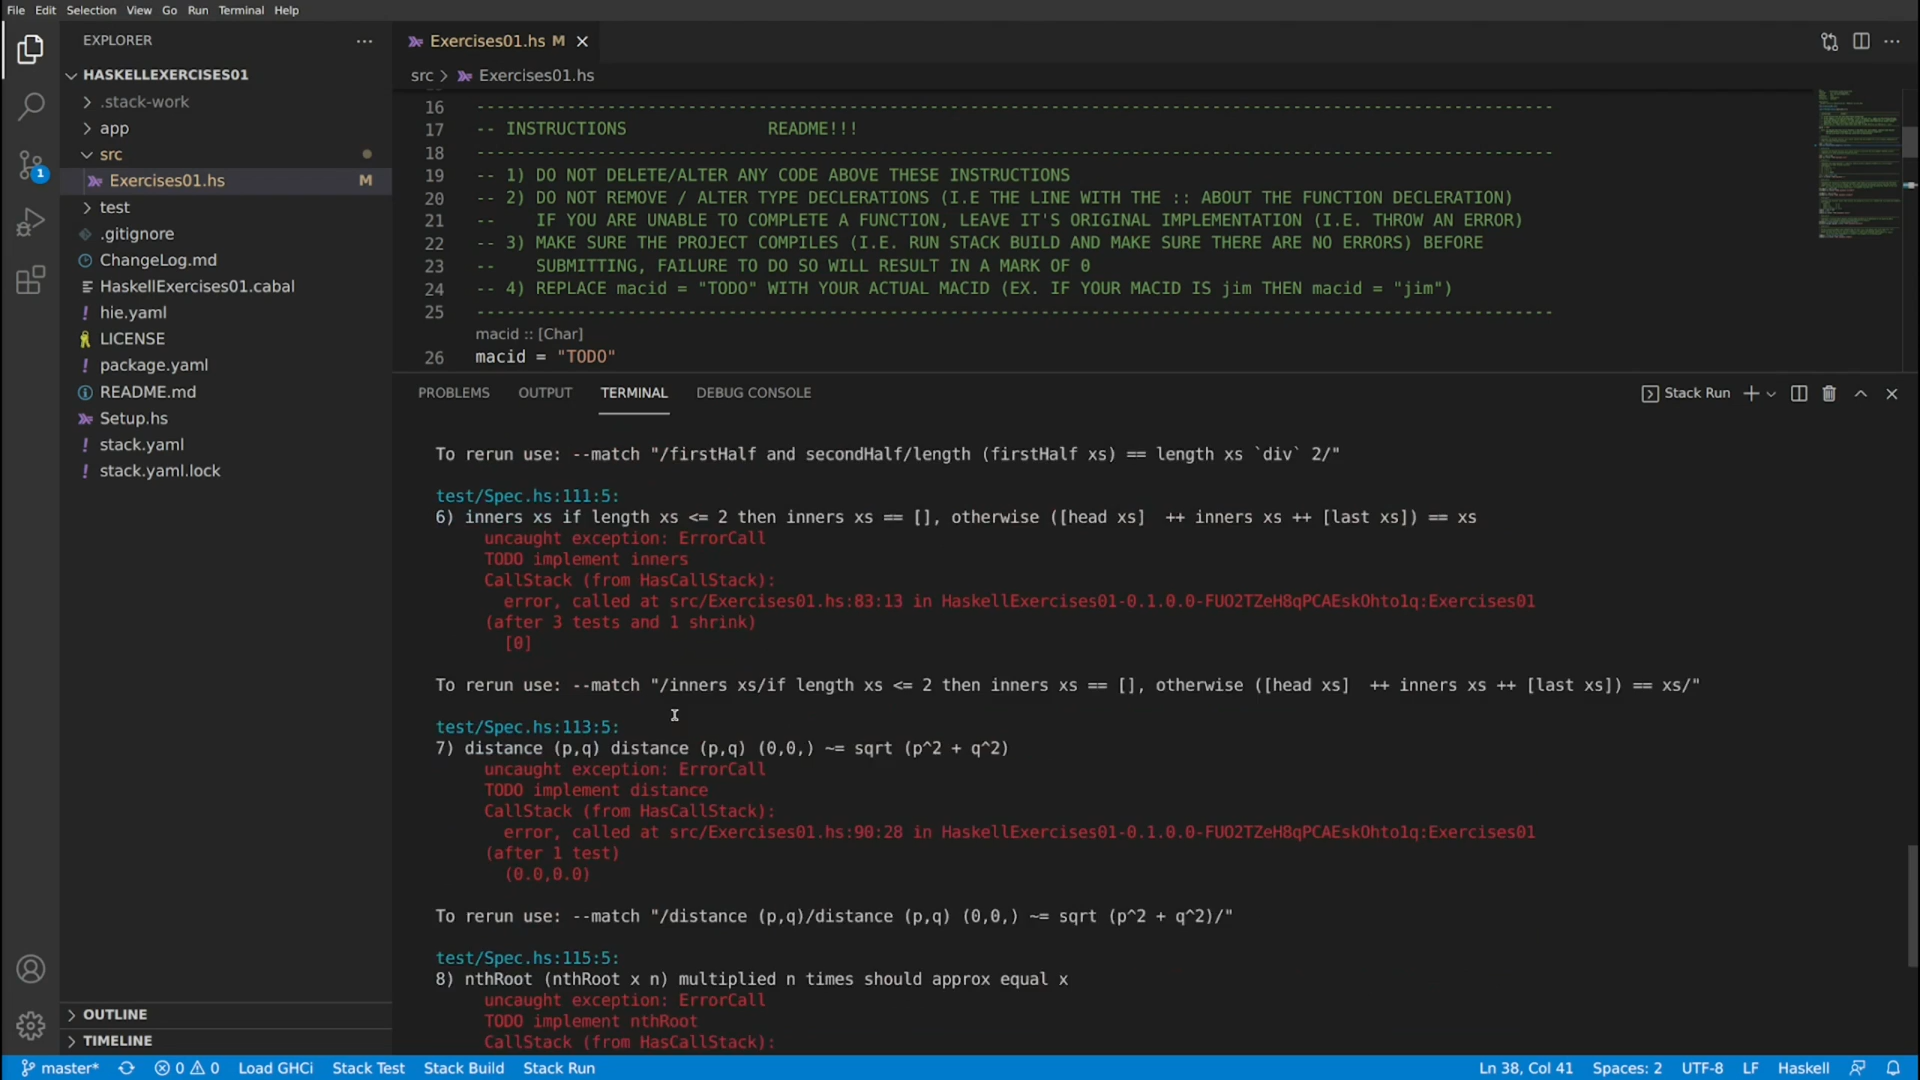 File Edit Selection View Go Run Terminal Help
EXPLORER
HASKELLEXERCISES01
.stack-work
app
src
Exercises01.hs M
test
.gitignore
ChangeLog.md
HaskellExercises01.cabal
hie.yaml
LICENSE
package.yaml
README.md
Setup.hs
stack.yaml
stack.yaml.lock
OUTLINE
TIMELINE
1
Exercises01.hs M
src > Exercises01.hs
16 ----------------------------------------------------------------------------------------------------------
17 -- INSTRUCTIONS README!!!
18 ----------------------------------------------------------------------------------------------------------
19 -- 1) DO NOT DELETE/ALTER ANY CODE ABOVE THESE INSTRUCTIONS
20 -- 2) DO NOT REMOVE / ALTER TYPE DECLERATIONS (I.E THE LINE WITH THE :: ABOUT THE FUNCTION DECLERATION)
21 -- IF YOU ARE UNABLE TO COMPLETE A FUNCTION, LEAVE IT'S ORIGINAL IMPLEMENTATION (I.E. THROW AN ERROR)
22 -- 3) MAKE SURE THE PROJECT COMPILES (I.E. RUN STACK BUILD AND MAKE SURE THERE ARE NO ERRORS) BEFORE
23 -- SUBMITTING, FAILURE TO DO SO WILL RESULT IN A MARK OF 0
24 -- 4) REPLACE macid = "TODO" WITH YOUR ACTUAL MACID (EX. IF YOUR MACID IS jim THEN macid = "jim")
25 ----------------------------------------------------------------------------------------------------------
macid :: [Char]
26 macid = "TODO"
PROBLEMS OUTPUT TERMINAL DEBUG CONSOLE
Stack Run
To rerun use: --match "/firstHalf and secondHalf/length (firstHalf xs) == length xs `div` 2/"
test/Spec.hs:111:5:
6) inners xs if length xs <= 2 then inners xs == [], otherwise ([head xs]  ++ inners xs ++ [last xs]) == xs
uncaught exception: ErrorCall
TODO implement inners
CallStack (from HasCallStack):
error, called at src/Exercises01.hs:83:13 in HaskellExercises01-0.1.0.0-FUO2TZeH8qPCAEskOhto1q:Exercises01
(after 3 tests and 1 shrink)
[0]
To rerun use: --match "/inners xs/if length xs <= 2 then inners xs == [], otherwise ([head xs]  ++ inners xs ++ [last xs]) == xs/"
test/Spec.hs:113:5:
7) distance (p,q) distance (p,q) (0,0,) ~= sqrt (p^2 + q^2)
uncaught exception: ErrorCall
TODO implement distance
CallStack (from HasCallStack):
error, called at src/Exercises01.hs:90:28 in HaskellExercises01-0.1.0.0-FUO2TZeH8qPCAEskOhto1q:Exercises01
(after 1 test)
(0.0,0.0)
To rerun use: --match "/distance (p,q)/distance (p,q) (0,0,) ~= sqrt (p^2 + q^2)/"
test/Spec.hs:115:5:
8) nthRoot (nthRoot x n) multiplied n times should approx equal x
uncaught exception: ErrorCall
TODO implement nthRoot
CallStack (from HasCallStack):
master* 0 0 Load GHCi Stack Test Stack Build Stack Run Ln 38, Col 41 Spaces: 2 UTF-8 LF Haskell